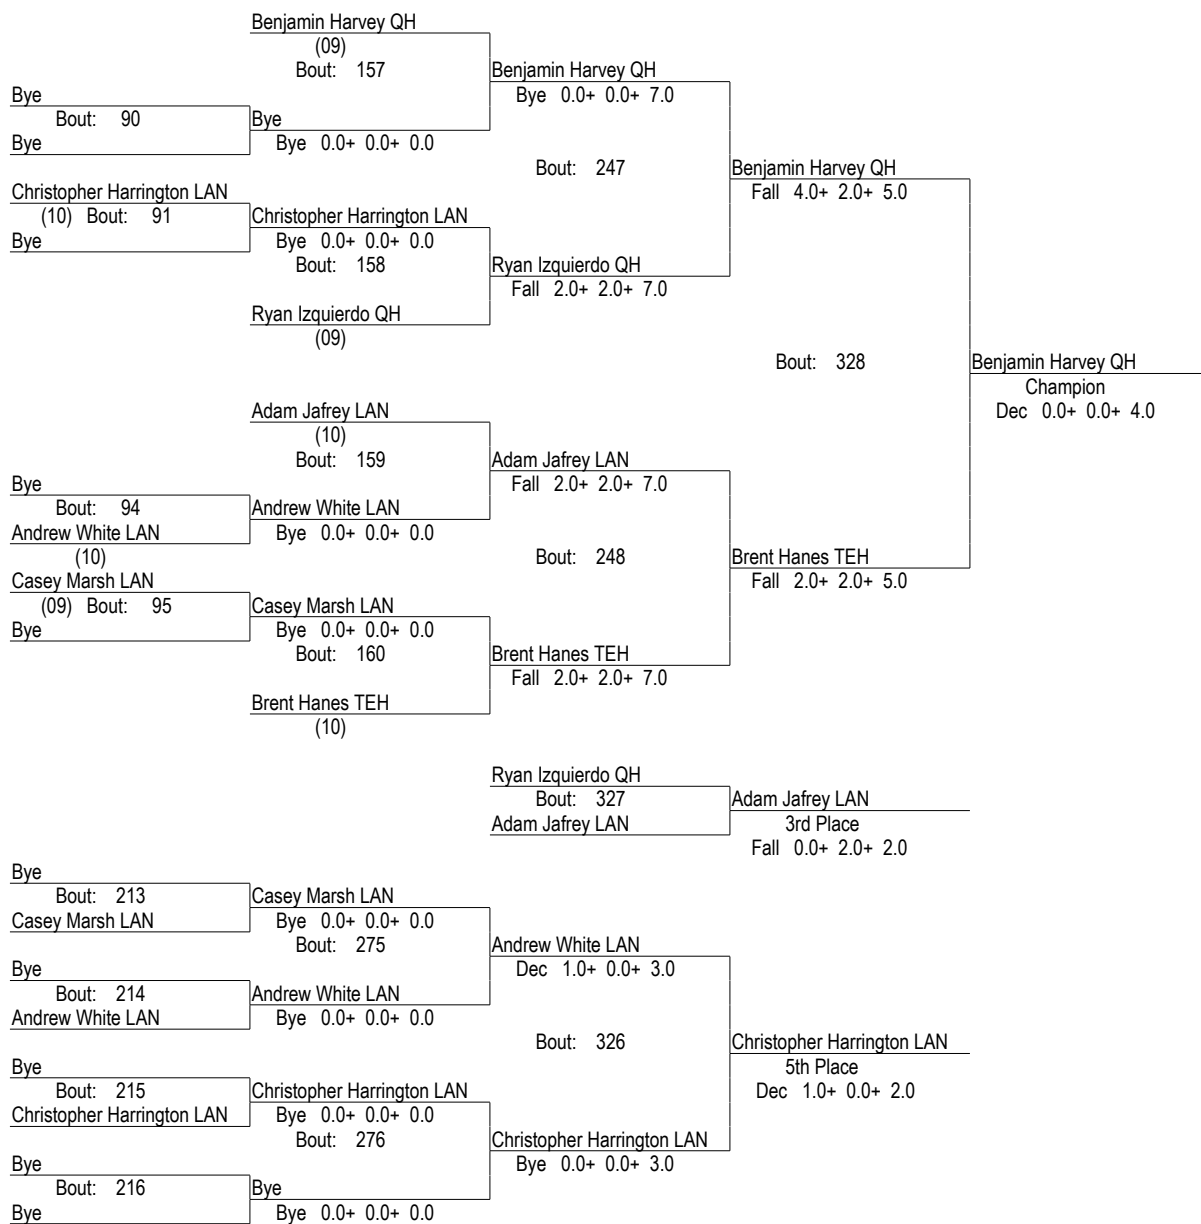 Benjamin Harvey QH
(09)
Bout: 157
Benjamin Harvey QH
Bye
Bye 0.0+ 0.0+ 7.0
Bout: 90
Bye
Bye
Bye 0.0+ 0.0+ 0.0
Bout: 247
Benjamin Harvey QH
Christopher Harrington LAN
Fall 4.0+ 2.0+ 5.0
(10) Bout: 91
Christopher Harrington LAN
Bye
Bye 0.0+ 0.0+ 0.0
Bout: 158
Ryan Izquierdo QH
Fall 2.0+ 2.0+ 7.0
Ryan Izquierdo QH
(09)
Bout: 328
Benjamin Harvey QH
Champion
Adam Jafrey LAN
Dec 0.0+ 0.0+ 4.0
(10)
Bout: 159
Adam Jafrey LAN
Bye
Fall 2.0+ 2.0+ 7.0
Bout: 94
Andrew White LAN
Andrew White LAN
Bye 0.0+ 0.0+ 0.0
(10)
Bout: 248
Brent Hanes TEH
Casey Marsh LAN
Fall 2.0+ 2.0+ 5.0
(09) Bout: 95
Casey Marsh LAN
Bye
Bye 0.0+ 0.0+ 0.0
Bout: 160
Brent Hanes TEH
Fall 2.0+ 2.0+ 7.0
Brent Hanes TEH
(10)
Ryan Izquierdo QH
Bout: 327
Adam Jafrey LAN
Adam Jafrey LAN
3rd Place
Fall 0.0+ 2.0+ 2.0
Bye
Bout: 213
Casey Marsh LAN
Casey Marsh LAN
Bye 0.0+ 0.0+ 0.0
Bout: 275
Andrew White LAN
Bye
Dec 1.0+ 0.0+ 3.0
Bout: 214
Andrew White LAN
Andrew White LAN
Bye 0.0+ 0.0+ 0.0
Bout: 326
Christopher Harrington LAN
Bye
5th Place
Bout: 215
Christopher Harrington LAN
Dec 1.0+ 0.0+ 2.0
Christopher Harrington LAN
Bye 0.0+ 0.0+ 0.0
Bout: 276
Christopher Harrington LAN
Bye
Bye 0.0+ 0.0+ 3.0
Bout: 216
Bye
Bye
Bye 0.0+ 0.0+ 0.0